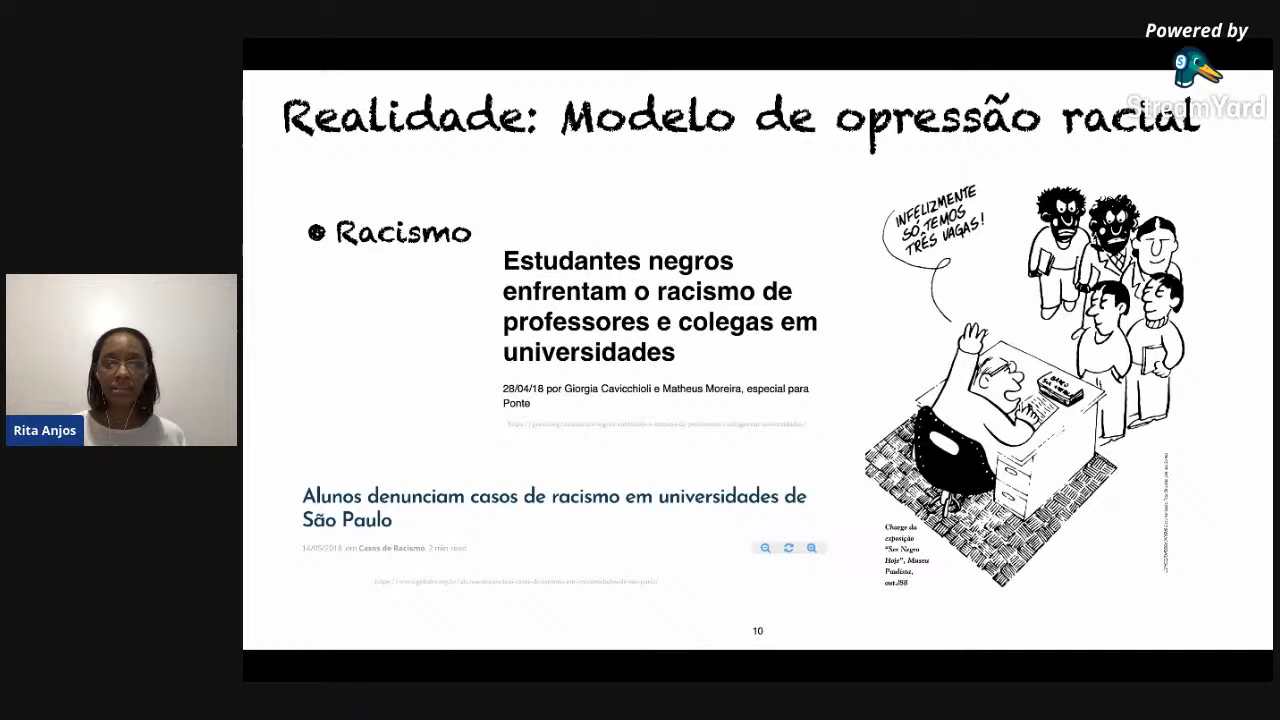 Powered by
StreamYard
Realidade: Modelo de opressão racial
• Racismo
Estudantes negros
enfrentam o racismo de
professores e colegas em
universidades
28/04/18 por Giorgia Cavicchioli e Matheus Moreira, especial para
Ponte
Alunos denunciam casos de racismo em universidades de
São Paulo
14/05/2018 em Casos de Racismo 2 min read
INFELIZMENTE
SÓ TEMOS
TRÊS VAGAS!
Charge da
exposição
"Ser Negro
Hoje", Museu
Paulista,
out./88
10
Rita Anjos